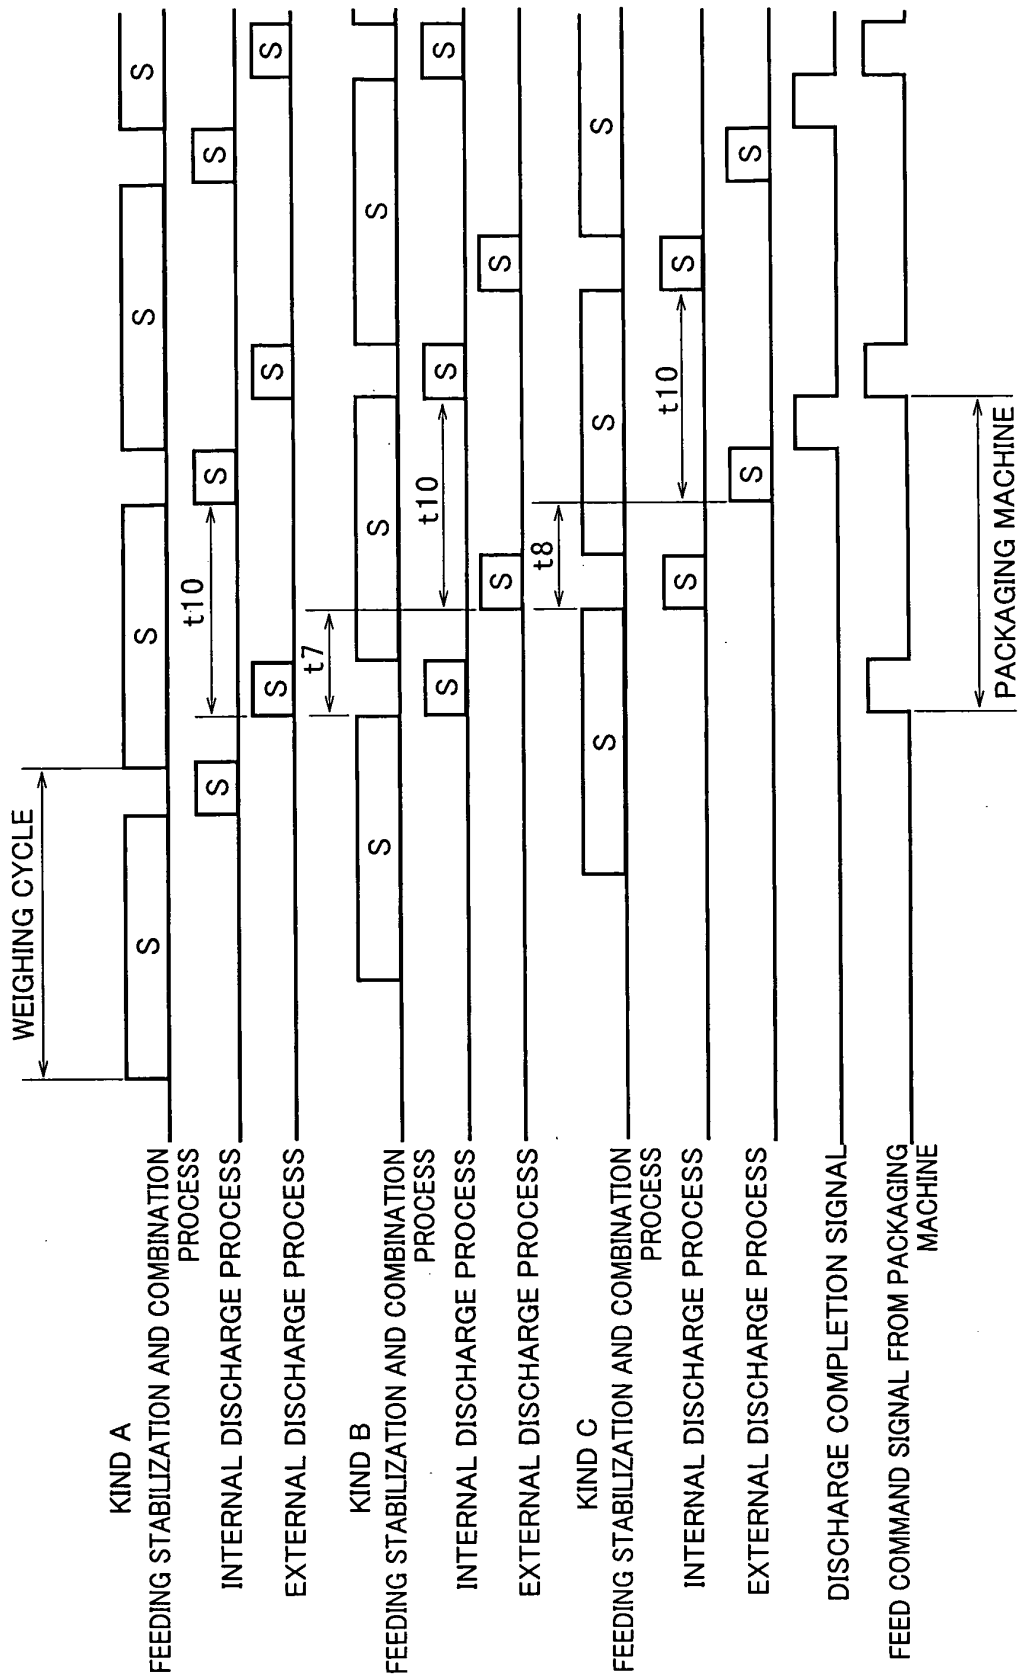 WEIGHING CYCLE
KIND A
FEEDING STABILIZATION AND COMBINATION
PROCESS
S S S S
INTERNAL DISCHARGE PROCESS
S t10 S S
EXTERNAL DISCHARGE PROCESS
S S S
t7
KIND B
FEEDING STABILIZATION AND COMBINATION
PROCESS
S S S
INTERNAL DISCHARGE PROCESS
S t10 S S
EXTERNAL DISCHARGE PROCESS
S S
t8
KIND C
FEEDING STABILIZATION AND COMBINATION
PROCESS
S S S
INTERNAL DISCHARGE PROCESS
S t10 S
EXTERNAL DISCHARGE PROCESS
S S
DISCHARGE COMPLETION SIGNAL
FEED COMMAND SIGNAL FROM PACKAGING
MACHINE
PACKAGING MACHINE